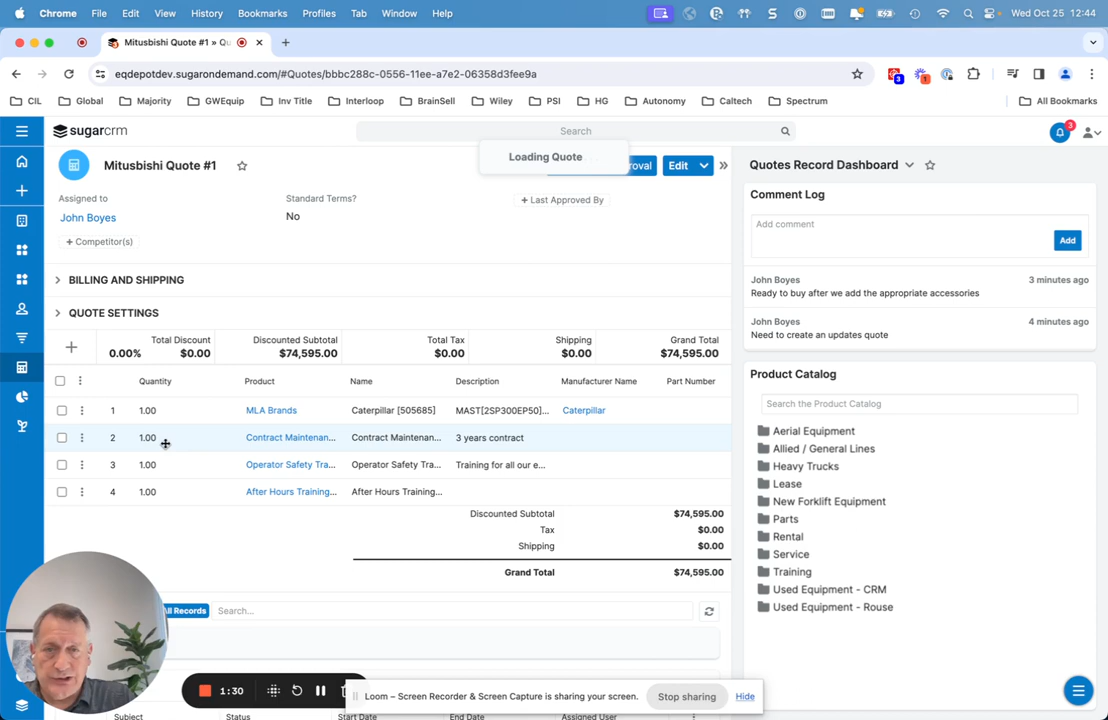 Chrome File Edit View History Bookmarks Profiles Tab Window Help Wed Oct 25 12:44
Mitusbishi Quote #1 » Qu
eqdepotdev.sugarondemand.com/#Quotes/bbbc288c-0556-11ee-a7e2-06358d3fee9a 3 1
CIL Global Majority GWEquip Inv Title Interloop BrainSell Wiley PSI HG Autonomy Caltech Spectrum All Bookmarks
sugarcrm Search 3
Loading Quote
Mitusbishi Quote #1 oval Edit
Assigned to Standard Terms? + Last Approved By
John Boyes No
+ Competitor(s)
BILLING AND SHIPPING
QUOTE SETTINGS
Total Discount Discounted Subtotal Total Tax Shipping Grand Total
0.00% $0.00 $74,595.00 $0.00 $0.00 $74,595.00
Quantity Product Name Description Manufacturer Name Part Number
1 1.00 MLA Brands Caterpillar [505685] MAST[2SP300EP50]... Caterpillar
2 1.00 Contract Maintenan... Contract Maintenan... 3 years contract
3 1.00 Operator Safety Tra... Operator Safety Tra... Training for all our e...
4 1.00 After Hours Training... After Hours Training...
Discounted Subtotal $74,595.00
Tax $0.00
Shipping $0.00
Grand Total $74,595.00
All Records Search...
1:30
Loom – Screen Recorder & Screen Capture is sharing your screen. Stop sharing Hide
Subject Status Start Date End Date Assigned User
Quotes Record Dashboard
Comment Log
Add comment
Add
John Boyes 3 minutes ago
Ready to buy after we add the appropriate accessories
John Boyes 4 minutes ago
Need to create an updates quote
Product Catalog
Search the Product Catalog
Aerial Equipment
Allied / General Lines
Heavy Trucks
Lease
New Forklift Equipment
Parts
Rental
Service
Training
Used Equipment - CRM
Used Equipment - Rouse